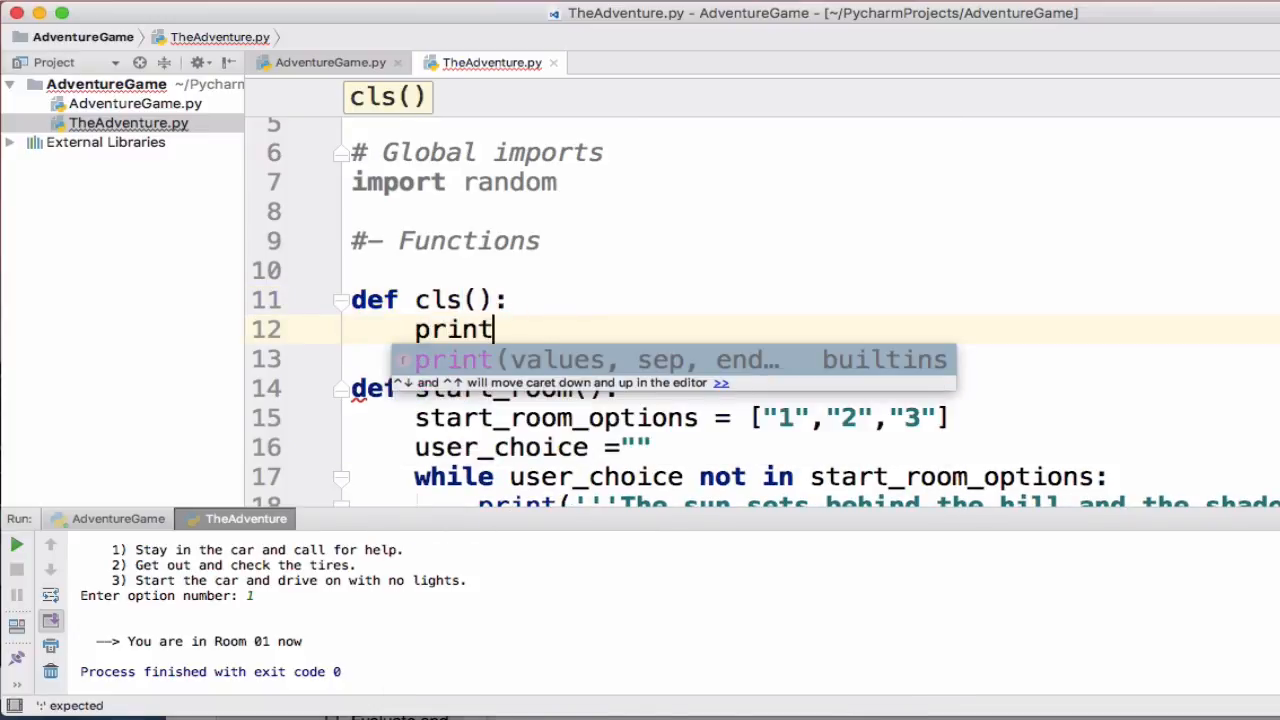 TheAdventure.py - AdventureGame - [~/PycharmProjects/AdventureGame]
AdventureGame TheAdventure.py
Project AdventureGame.py TheAdventure.py
AdventureGame ~/Pycharm
AdventureGame.py
TheAdventure.py
External Libraries
cls()
5
6 # Global imports
7 import random
8
9 #— Functions
10
11 def cls():
12 print
13 print(values, sep, end… builtins
^↓ and ^↑ will move caret down and up in the editor >>
14 def start_room():
15 start_room_options = ["1","2","3"]
16 user_choice =""
17 while user_choice not in start_room_options:
18 print('''The sun sets behind the hill and the shado
Run: AdventureGame TheAdventure
1) Stay in the car and call for help.
2) Get out and check the tires.
3) Start the car and drive on with no lights.
Enter option number: 1
——> You are in Room 01 now
Process finished with exit code 0
':' expected